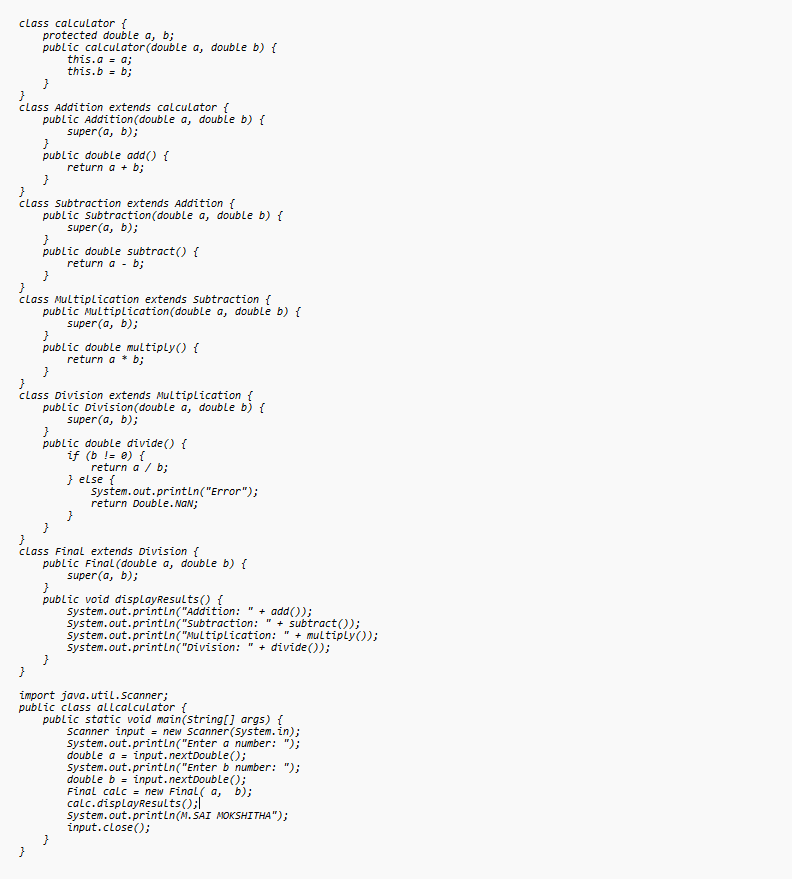 class calculator {
    protected double a, b;
    public calculator(double a, double b) {
        this.a = a;
        this.b = b;
    }
}
class Addition extends calculator {
    public Addition(double a, double b) {
        super(a, b);
    }
    public double add() {
        return a + b;
    }
}
class Subtraction extends Addition {
    public Subtraction(double a, double b) {
        super(a, b);
    }
    public double subtract() {
        return a - b;
    }
}
class Multiplication extends Subtraction {
    public Multiplication(double a, double b) {
        super(a, b);
    }
    public double multiply() {
        return a * b;
    }
}
class Division extends Multiplication {
    public Division(double a, double b) {
        super(a, b);
    }
    public double divide() {
        if (b != 0) {
            return a / b;
        } else {
            System.out.println("Error");
            return Double.NaN;
        }
    }
}
class Final extends Division {
    public Final(double a, double b) {
        super(a, b);
    }
    public void displayResults() {
        System.out.println("Addition: " + add());
        System.out.println("Subtraction: " + subtract());
        System.out.println("Multiplication: " + multiply());
        System.out.println("Division: " + divide());
    }
}

import java.util.Scanner;
public class allcalculator {
    public static void main(String[] args) {
        Scanner input = new Scanner(System.in);
        System.out.println("Enter a number: ");
        double a = input.nextDouble();
        System.out.println("Enter b number: ");
        double b = input.nextDouble();
        Final calc = new Final( a,  b);
        calc.displayResults();
        System.out.println(M.SAI MOKSHITHA");
        input.close();
    }
}